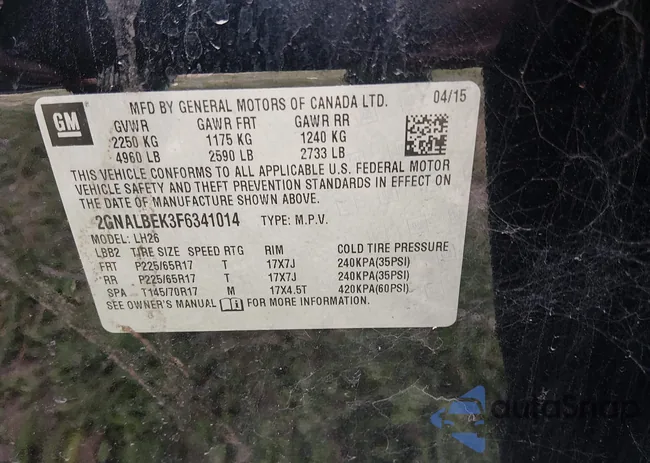 GM
MFD BY GENERAL MOTORS OF CANADA LTD. 04/15
GVWR GAWR FRT GAWR RR
2250 KG 1175 KG 1240 KG
4960 LB 2590 LB 2733 LB
THIS VEHICLE CONFORMS TO ALL APPLICABLE U.S. FEDERAL MOTOR
VEHICLE SAFETY AND THEFT PREVENTION STANDARDS IN EFFECT ON
THE DATE OF MANUFACTURE SHOWN ABOVE.
2GNALBEK3F6341014 TYPE: M.P.V.
MODEL: LH26
LBB2 TIRE SIZE SPEED RTG RIM COLD TIRE PRESSURE
FRT P225/65R17 T 17X7J 240KPA(35PSI)
RR P225/65R17 T 17X7J 240KPA(35PSI)
SPA T145/70R17 M 17X4.5T 420KPA(60PSI)
SEE OWNER'S MANUAL FOR MORE INFORMATION.
autoSnap